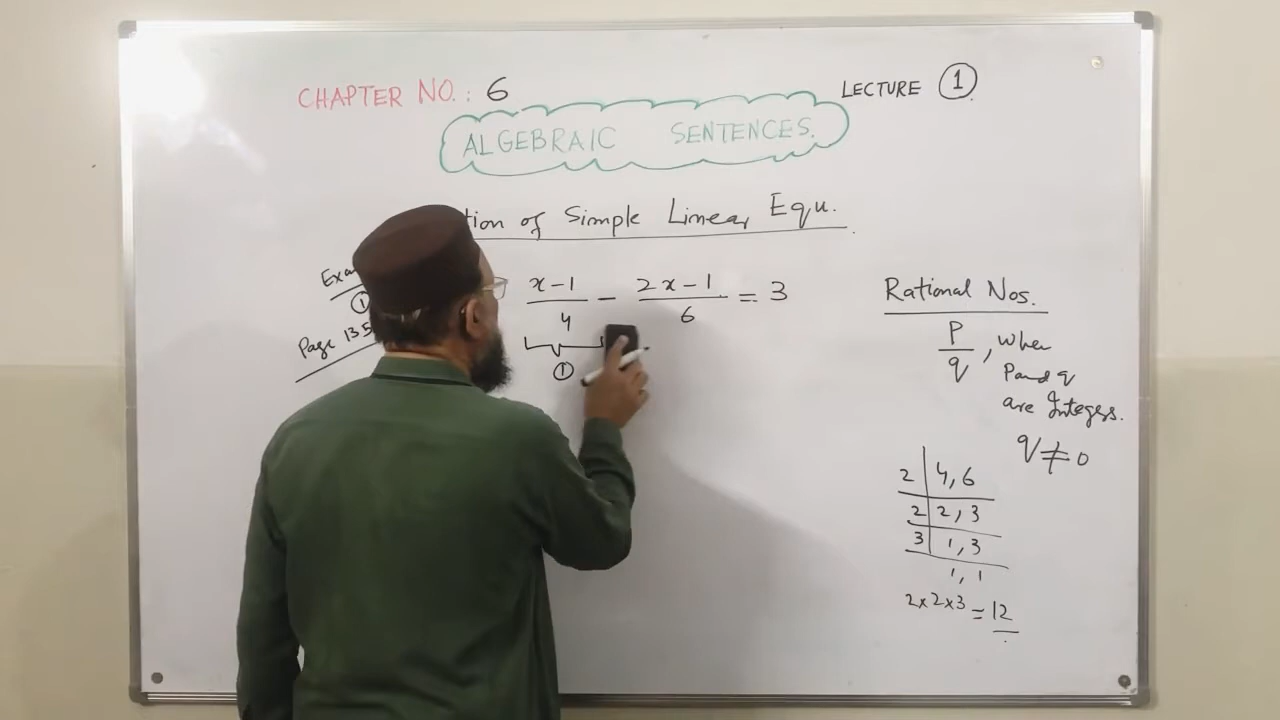 CHAPTER NO.: 6
LECTURE ①.
ALGEBRAIC SENTENCES.
tion of Simple Linear Equ.
Exa
①
Page 135
x-1/4 - 2x-1/6 = 3
①
Rational Nos.
P/q, when
P and q
are Integers.
q ≠ 0
2 | 4, 6
2 | 2, 3
3 | 1, 3
1, 1
2×2×3 = 12